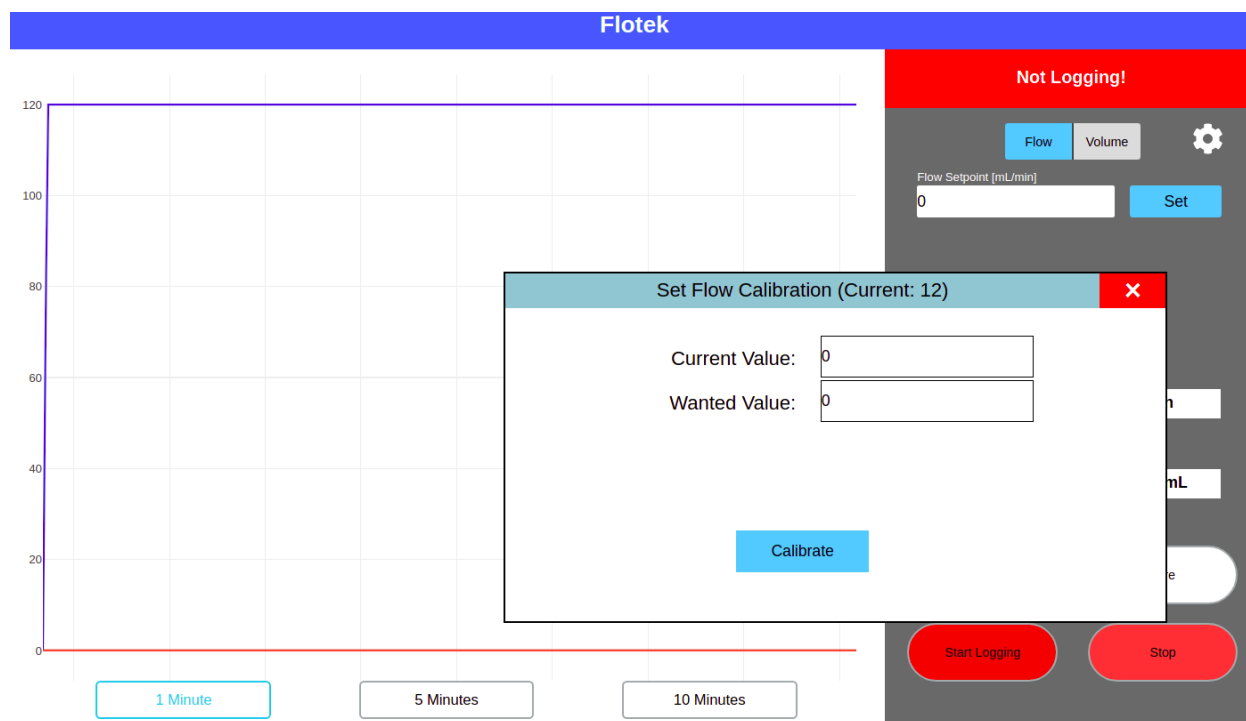 Flotek
Not Logging!
Flow
Volume
Flow Setpoint [mL/min]
0
Set
120
100
80
60
40
20
0
Set Flow Calibration (Current: 12)
×
Current Value:
0
Wanted Value:
0
Calibrate
mL
Start Logging
Stop
1 Minute
5 Minutes
10 Minutes